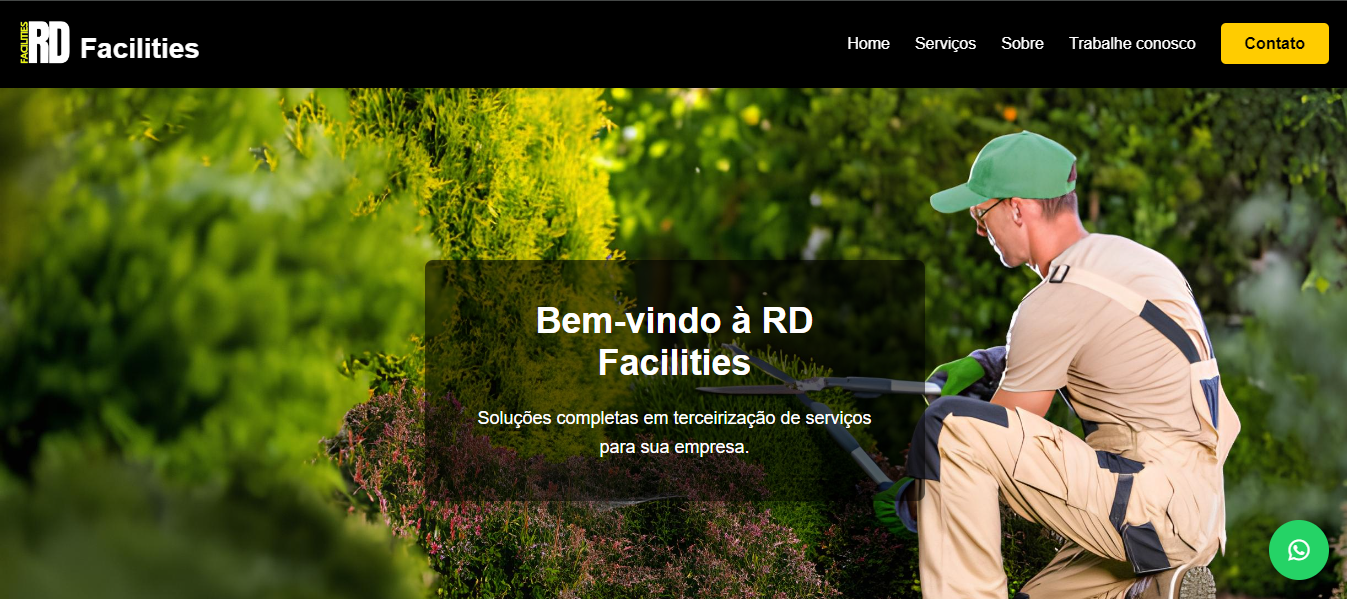 FACILITIES
RD Facilities
Home Serviços Sobre Trabalhe conosco Contato
Bem-vindo à RD
Facilities
Soluções completas em terceirização de serviços
para sua empresa.